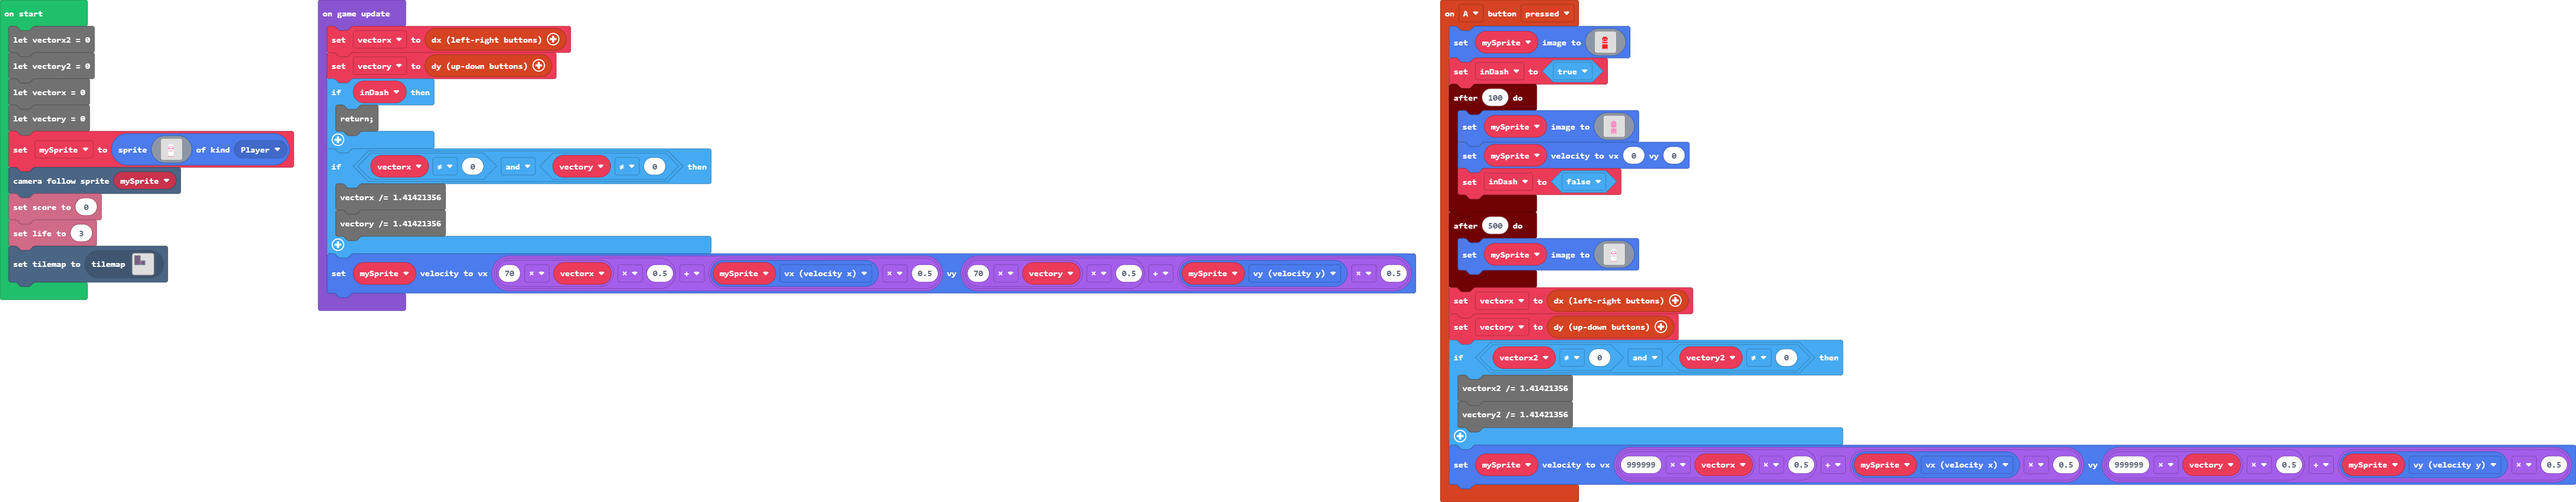 on start
let vectorx2 = 0
let vectory2 = 0
let vectorx = 0
let vectory = 0
set mySprite to sprite of kind Player
camera follow sprite mySprite
set score to 0
set life to 3
set tilemap to tilemap
on game update
set vectorx to dx (left-right buttons)
set vectory to dy (up-down buttons)
if inDash then
return;
if vectorx ≠ 0 and vectory ≠ 0 then
vectorx /= 1.41421356
vectory /= 1.41421356
set mySprite velocity to vx 70 × vectorx × 0.5 + mySprite vx (velocity x) × 0.5 vy 70 × vectory × 0.5 + mySprite vy (velocity y) × 0.5
on A button pressed
set mySprite image to
set inDash to true
after 100 do
set mySprite image to
set mySprite velocity to vx 0 vy 0
set inDash to false
after 500 do
set mySprite image to
set vectorx to dx (left-right buttons)
set vectory to dy (up-down buttons)
if vectorx2 ≠ 0 and vectory2 ≠ 0 then
vectorx2 /= 1.41421356
vectory2 /= 1.41421356
set mySprite velocity to vx 999999 × vectorx × 0.5 + mySprite vx (velocity x) × 0.5 vy 999999 × vectory × 0.5 + mySprite vy (velocity y) × 0.5